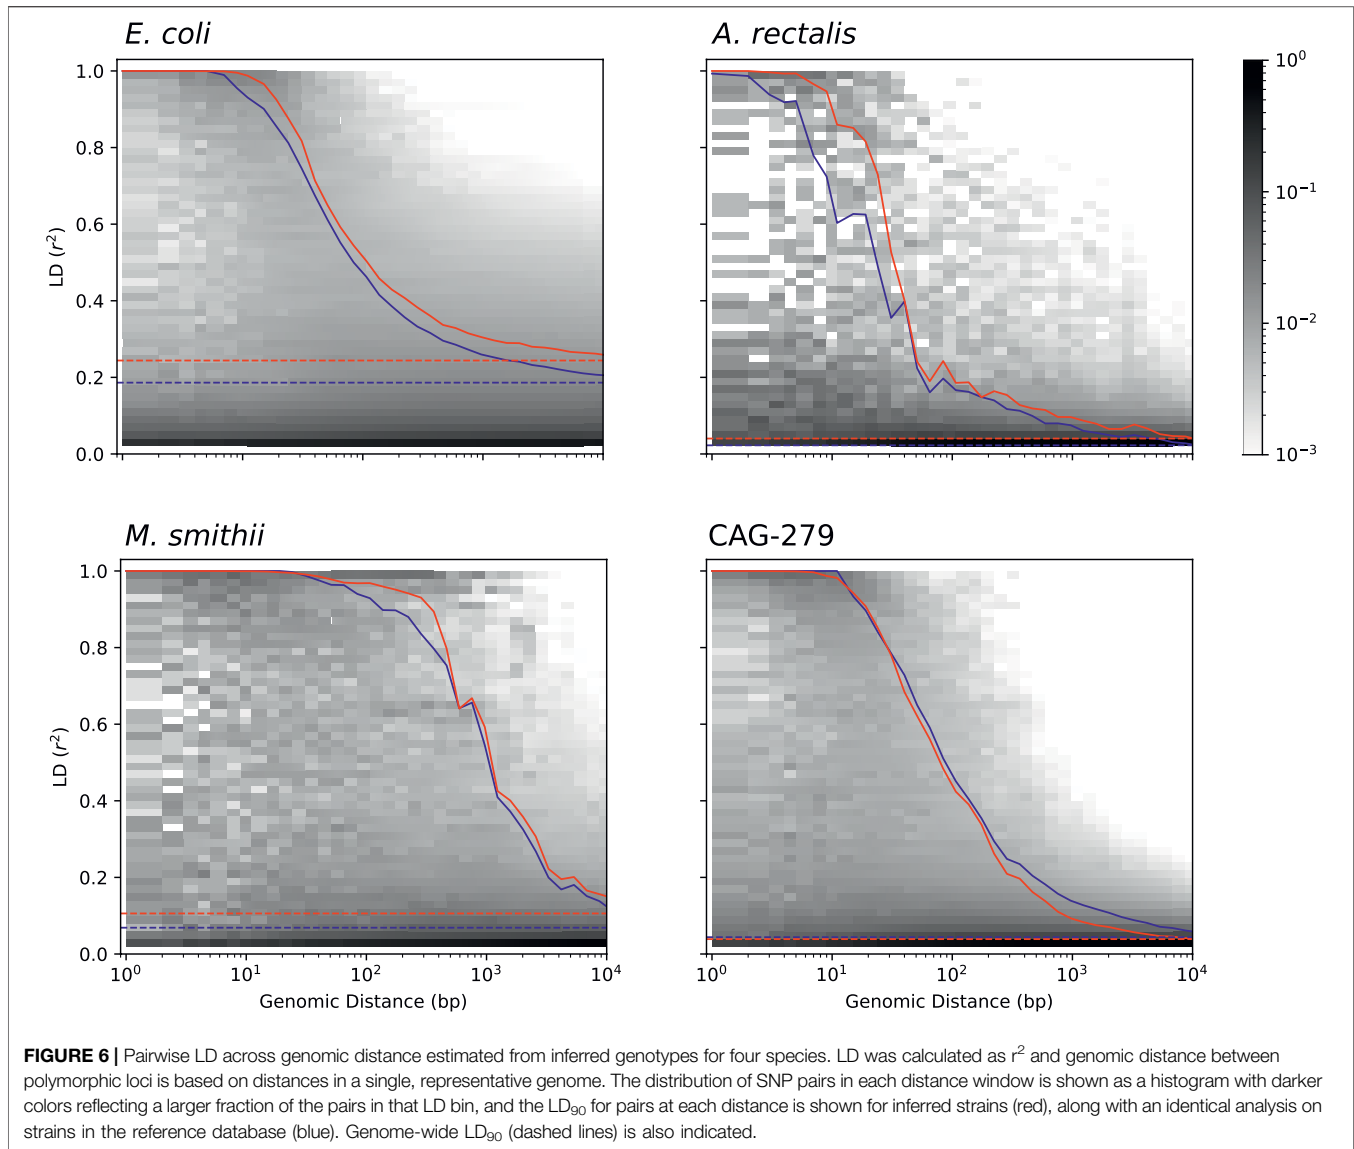 E. coli
A. rectalis
1.0
0.8
0.6
0.4
0.2
0.0
LD (r²)
10⁰
10⁻¹
10⁻²
10⁻³
M. smithii
CAG-279
1.0
0.8
0.6
0.4
0.2
0.0
LD (r²)
10⁰ 10¹ 10² 10³ 10⁴
10⁰ 10¹ 10² 10³ 10⁴
Genomic Distance (bp)
Genomic Distance (bp)
FIGURE 6 | Pairwise LD across genomic distance estimated from inferred genotypes for four species. LD was calculated as r² and genomic distance between
polymorphic loci is based on distances in a single, representative genome. The distribution of SNP pairs in each distance window is shown as a histogram with darker
colors reflecting a larger fraction of the pairs in that LD bin, and the LD₉₀ for pairs at each distance is shown for inferred strains (red), along with an identical analysis on
strains in the reference database (blue). Genome-wide LD₉₀ (dashed lines) is also indicated.